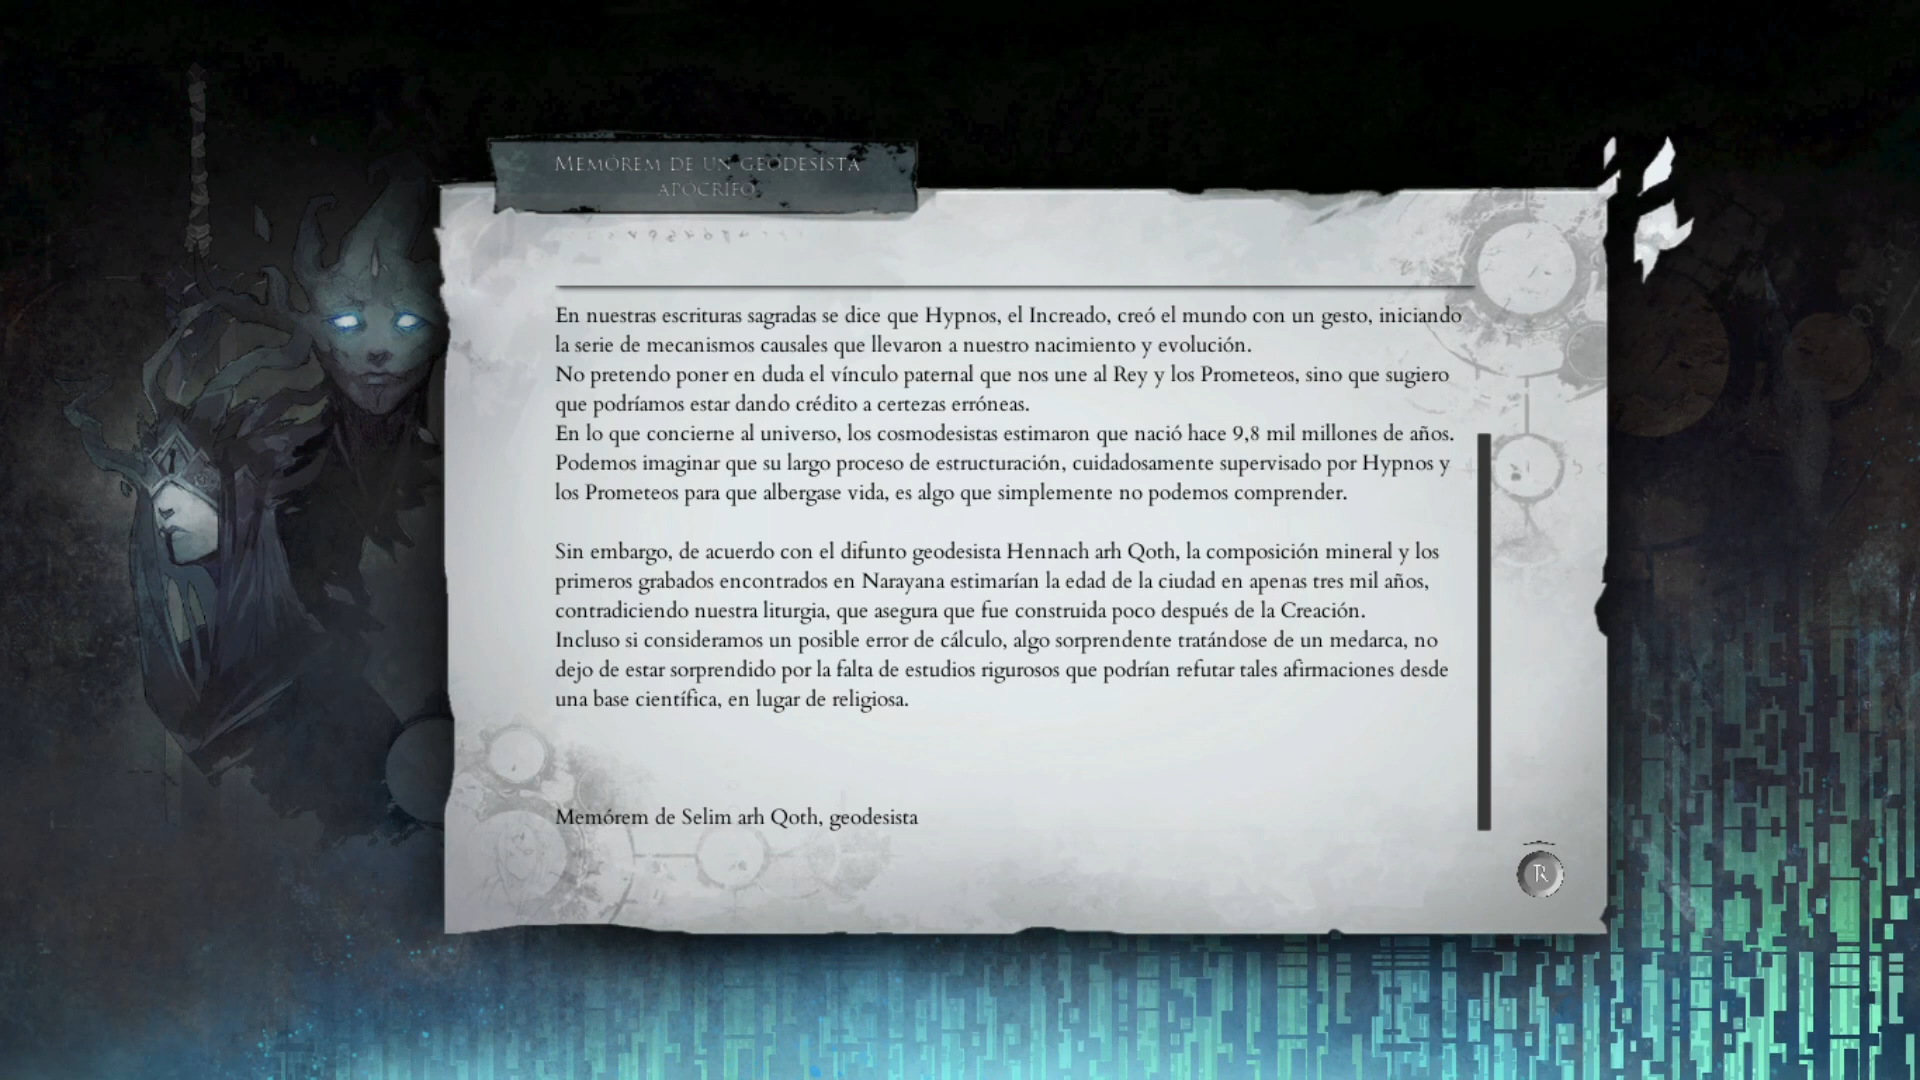 MEMÓREM DE UN GEODESISTA
APÓCRIFO
En nuestras escrituras sagradas se dice que Hypnos, el Increado, creó el mundo con un gesto, iniciando
la serie de mecanismos causales que llevaron a nuestro nacimiento y evolución.
No pretendo poner en duda el vínculo paternal que nos une al Rey y los Prometeos, sino que sugiero
que podríamos estar dando crédito a certezas erróneas.
En lo que concierne al universo, los cosmodesistas estimaron que nació hace 9,8 mil millones de años.
Podemos imaginar que su largo proceso de estructuración, cuidadosamente supervisado por Hypnos y
los Prometeos para que albergase vida, es algo que simplemente no podemos comprender.
Sin embargo, de acuerdo con el difunto geodesista Hennach arh Qoth, la composición mineral y los
primeros grabados encontrados en Narayana estimarían la edad de la ciudad en apenas tres mil años,
contradiciendo nuestra liturgia, que asegura que fue construida poco después de la Creación.
Incluso si consideramos un posible error de cálculo, algo sorprendente tratándose de un medarca, no
dejo de estar sorprendido por la falta de estudios rigurosos que podrían refutar tales afirmaciones desde
una base científica, en lugar de religiosa.
Memórem de Selim arh Qoth, geodesista
R